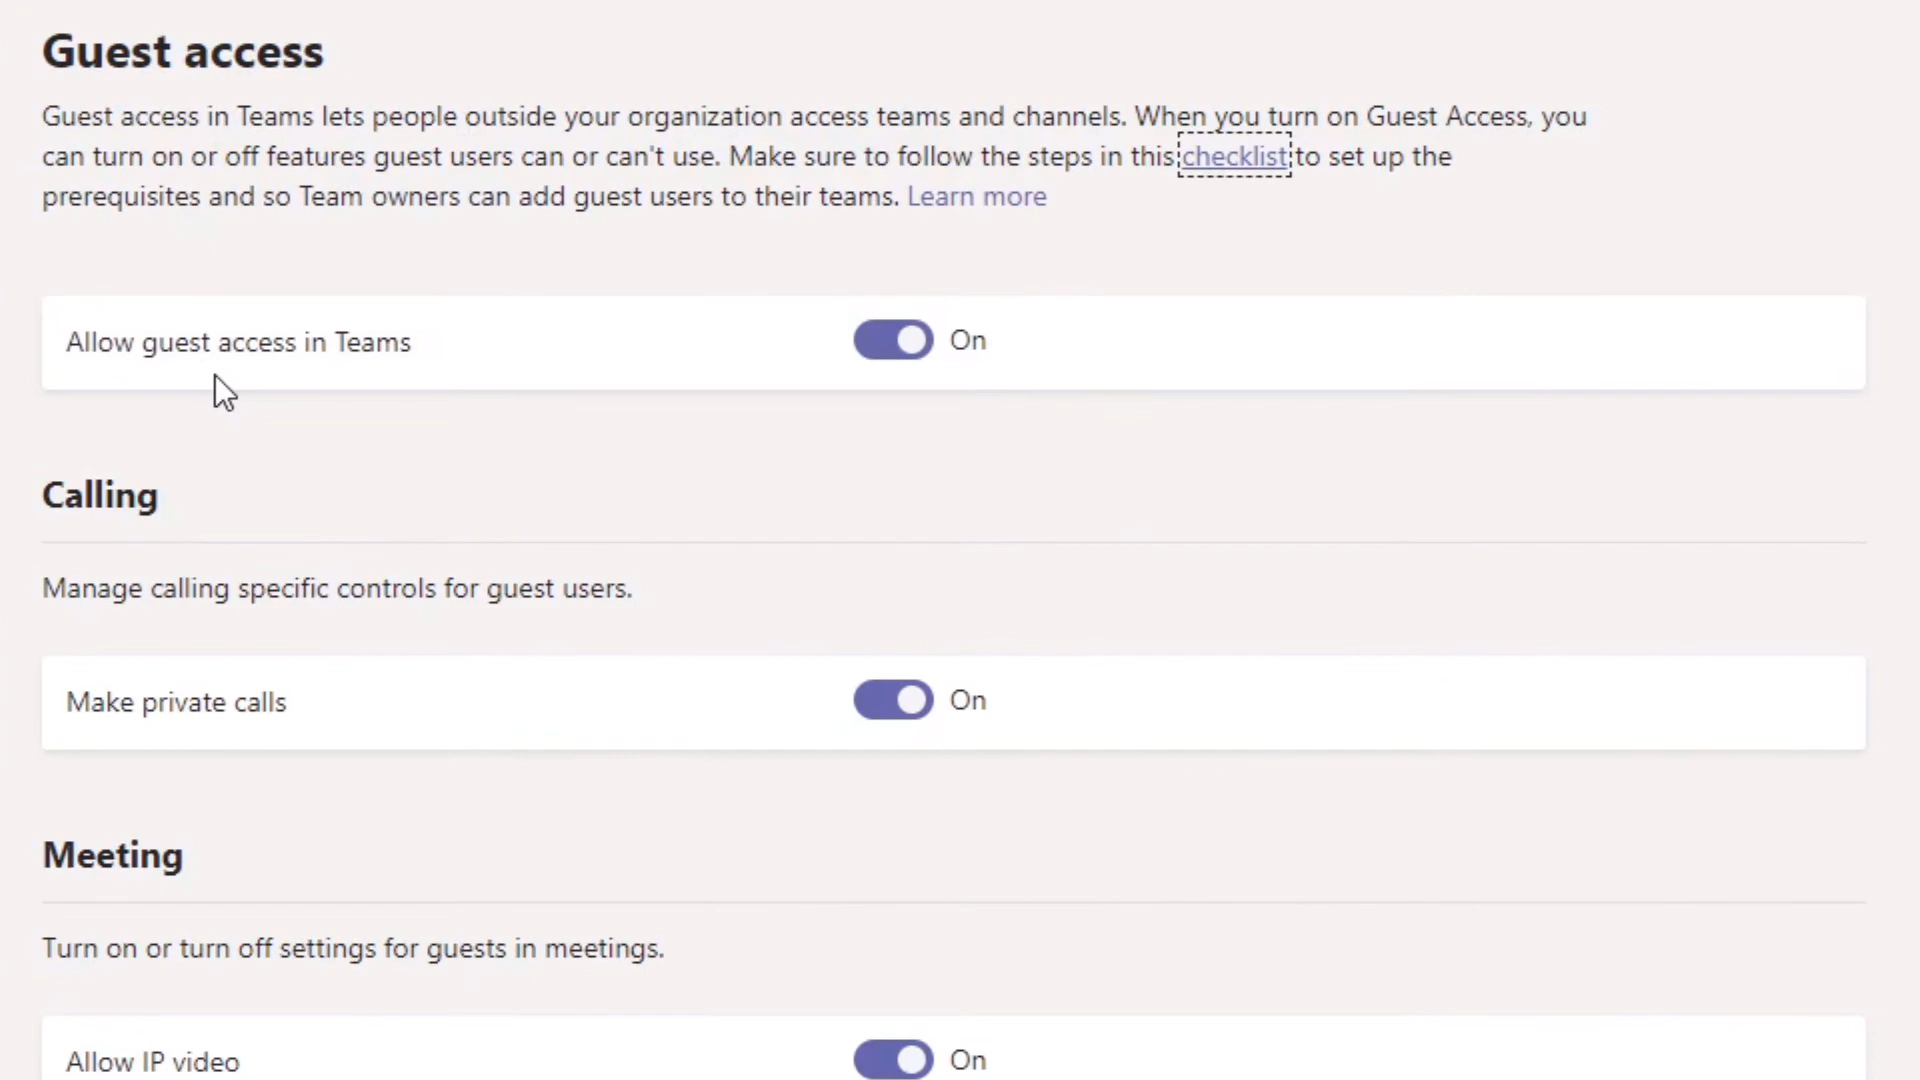 Guest access
Guest access in Teams lets people outside your organization access teams and channels. When you turn on Guest Access, you
can turn on or off features guest users can or can't use. Make sure to follow the steps in this checklist to set up the
prerequisites and so Team owners can add guest users to their teams. Learn more
Allow guest access in Teams On
Calling
Manage calling specific controls for guest users.
Make private calls On
Meeting
Turn on or turn off settings for guests in meetings.
Allow IP video On